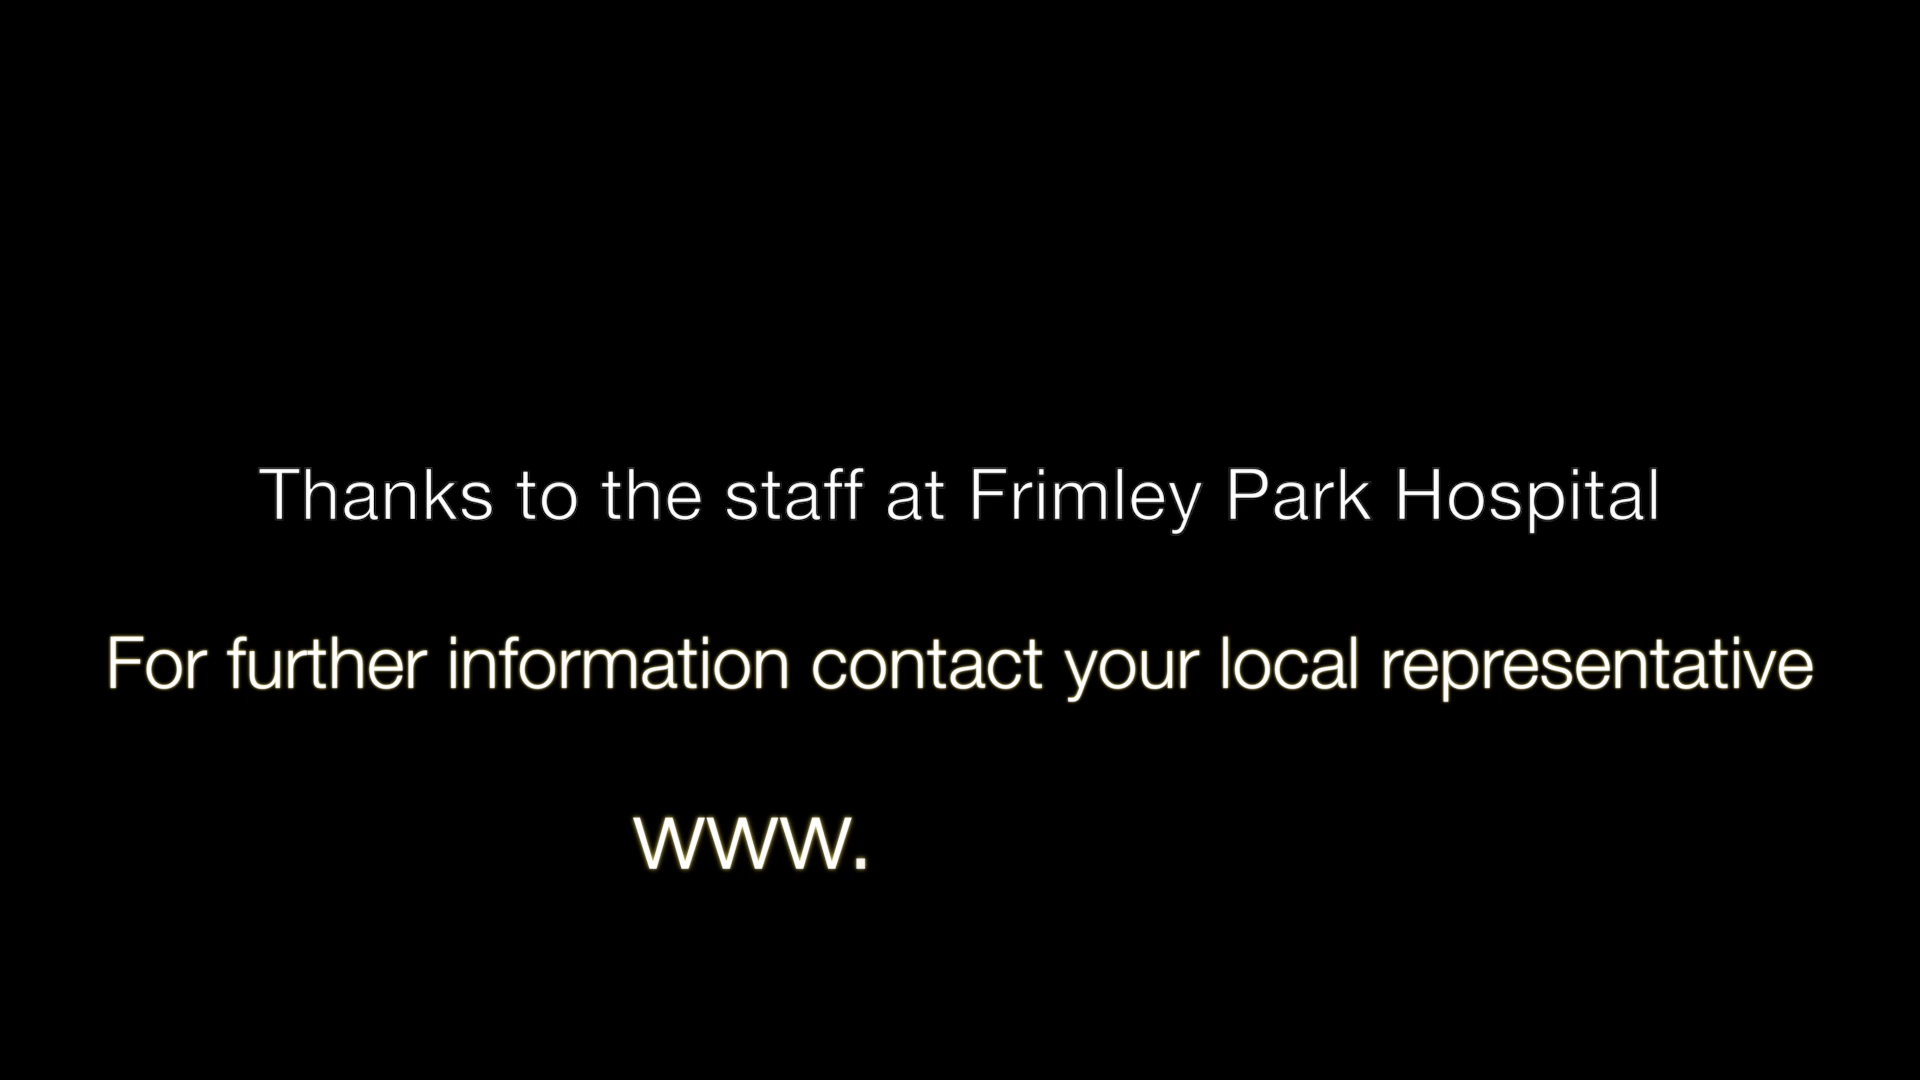 Thanks to the staff at Frimley Park Hospital
For further information contact your local representative
www.